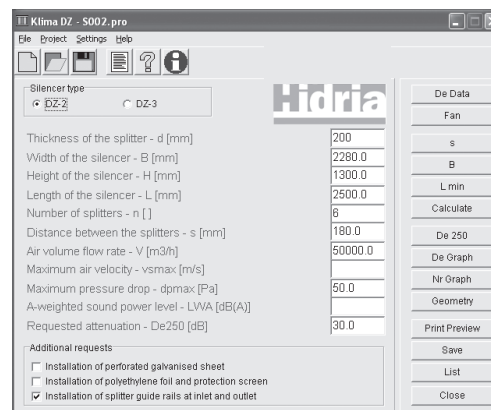 Klima DZ - S002.pro
File Project Settings Help
Silencer type
DZ-2 DZ-3
Hidria
Thickness of the splitter - d [mm] 200
Width of the silencer - B [mm] 2280.0
Height of the silencer - H [mm] 1300.0
Length of the silencer - L [mm] 2500.0
Number of splitters - n [ ] 6
Distance between the splitters - s [mm] 180.0
Air volume flow rate - V [m3/h] 50000.0
Maximum air velocity - vsmax [m/s]
Maximum pressure drop - dpmax [Pa] 50.0
A-weighted sound power level - LWA [dB(A)]
Requested attenuation - De250 [dB] 30.0
Additional requests
Installation of perforated galvanised sheet
Installation of polyethylene foil and protection screen
Installation of splitter guide rails at inlet and outlet
De Data
Fan
s
B
L min
Calculate
De 250
De Graph
Nr Graph
Geometry
Print Preview
Save
List
Close